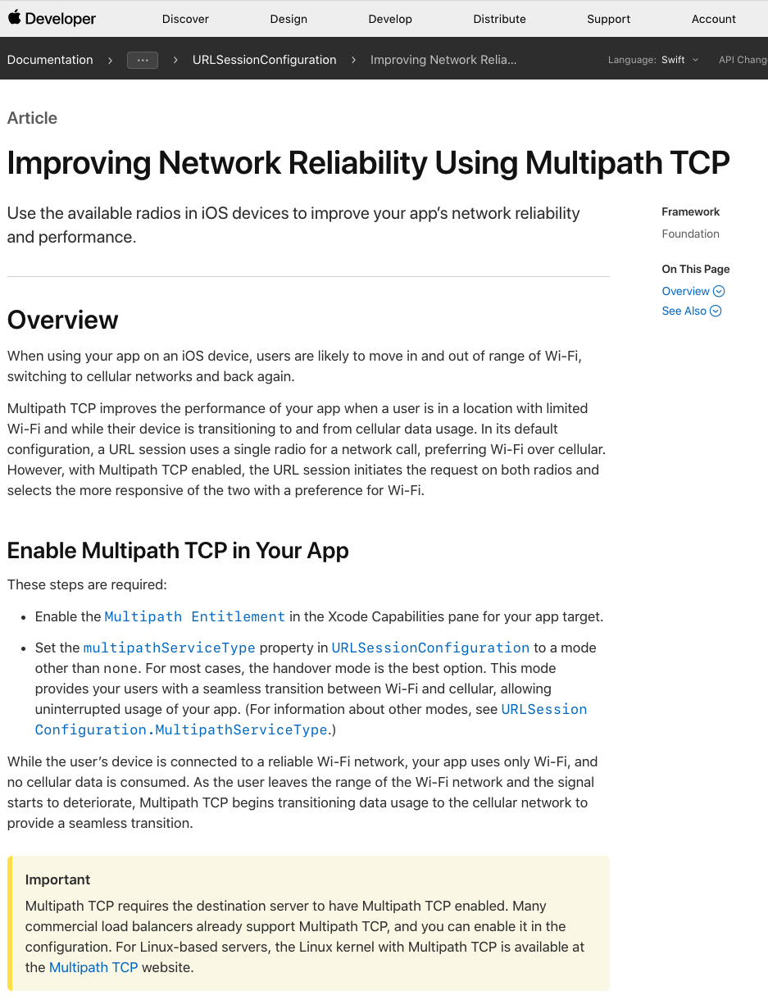 Developer Discover Design Develop Distribute Support Account
Documentation › ··· › URLSessionConfiguration › Improving Network Relia... Language: Swift API Chang
Article
Improving Network Reliability Using Multipath TCP
Use the available radios in iOS devices to improve your app's network reliability
and performance.
Framework
Foundation
On This Page
Overview
See Also
Overview
When using your app on an iOS device, users are likely to move in and out of range of Wi-Fi,
switching to cellular networks and back again.
Multipath TCP improves the performance of your app when a user is in a location with limited
Wi-Fi and while their device is transitioning to and from cellular data usage. In its default
configuration, a URL session uses a single radio for a network call, preferring Wi-Fi over cellular.
However, with Multipath TCP enabled, the URL session initiates the request on both radios and
selects the more responsive of the two with a preference for Wi-Fi.
Enable Multipath TCP in Your App
These steps are required:
• Enable the Multipath Entitlement in the Xcode Capabilities pane for your app target.
• Set the multipathServiceType property in URLSessionConfiguration to a mode
other than none. For most cases, the handover mode is the best option. This mode
provides your users with a seamless transition between Wi-Fi and cellular, allowing
uninterrupted usage of your app. (For information about other modes, see URLSession
Configuration.MultipathServiceType.)
While the user's device is connected to a reliable Wi-Fi network, your app uses only Wi-Fi, and
no cellular data is consumed. As the user leaves the range of the Wi-Fi network and the signal
starts to deteriorate, Multipath TCP begins transitioning data usage to the cellular network to
provide a seamless transition.
Important
Multipath TCP requires the destination server to have Multipath TCP enabled. Many
commercial load balancers already support Multipath TCP, and you can enable it in the
configuration. For Linux-based servers, the Linux kernel with Multipath TCP is available at
the Multipath TCP website.